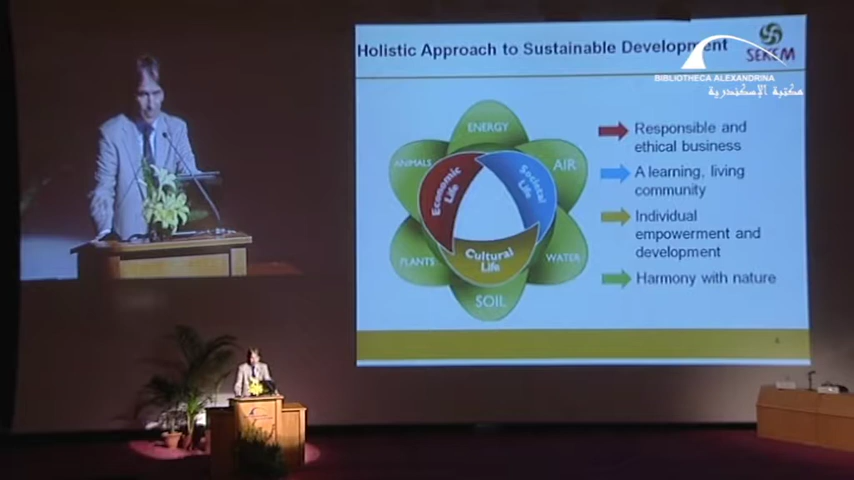 Holistic Approach to Sustainable Development
SEKEM
BIBLIOTHECA ALEXANDRINA
مكتبة الإسكندرية
ENERGY
ANIMALS
AIR
Economic
Life
Societal
Life
Cultural
Life
PLANTS
WATER
SOIL
Responsible and
ethical business
A learning, living
community
Individual
empowerment and
development
Harmony with nature